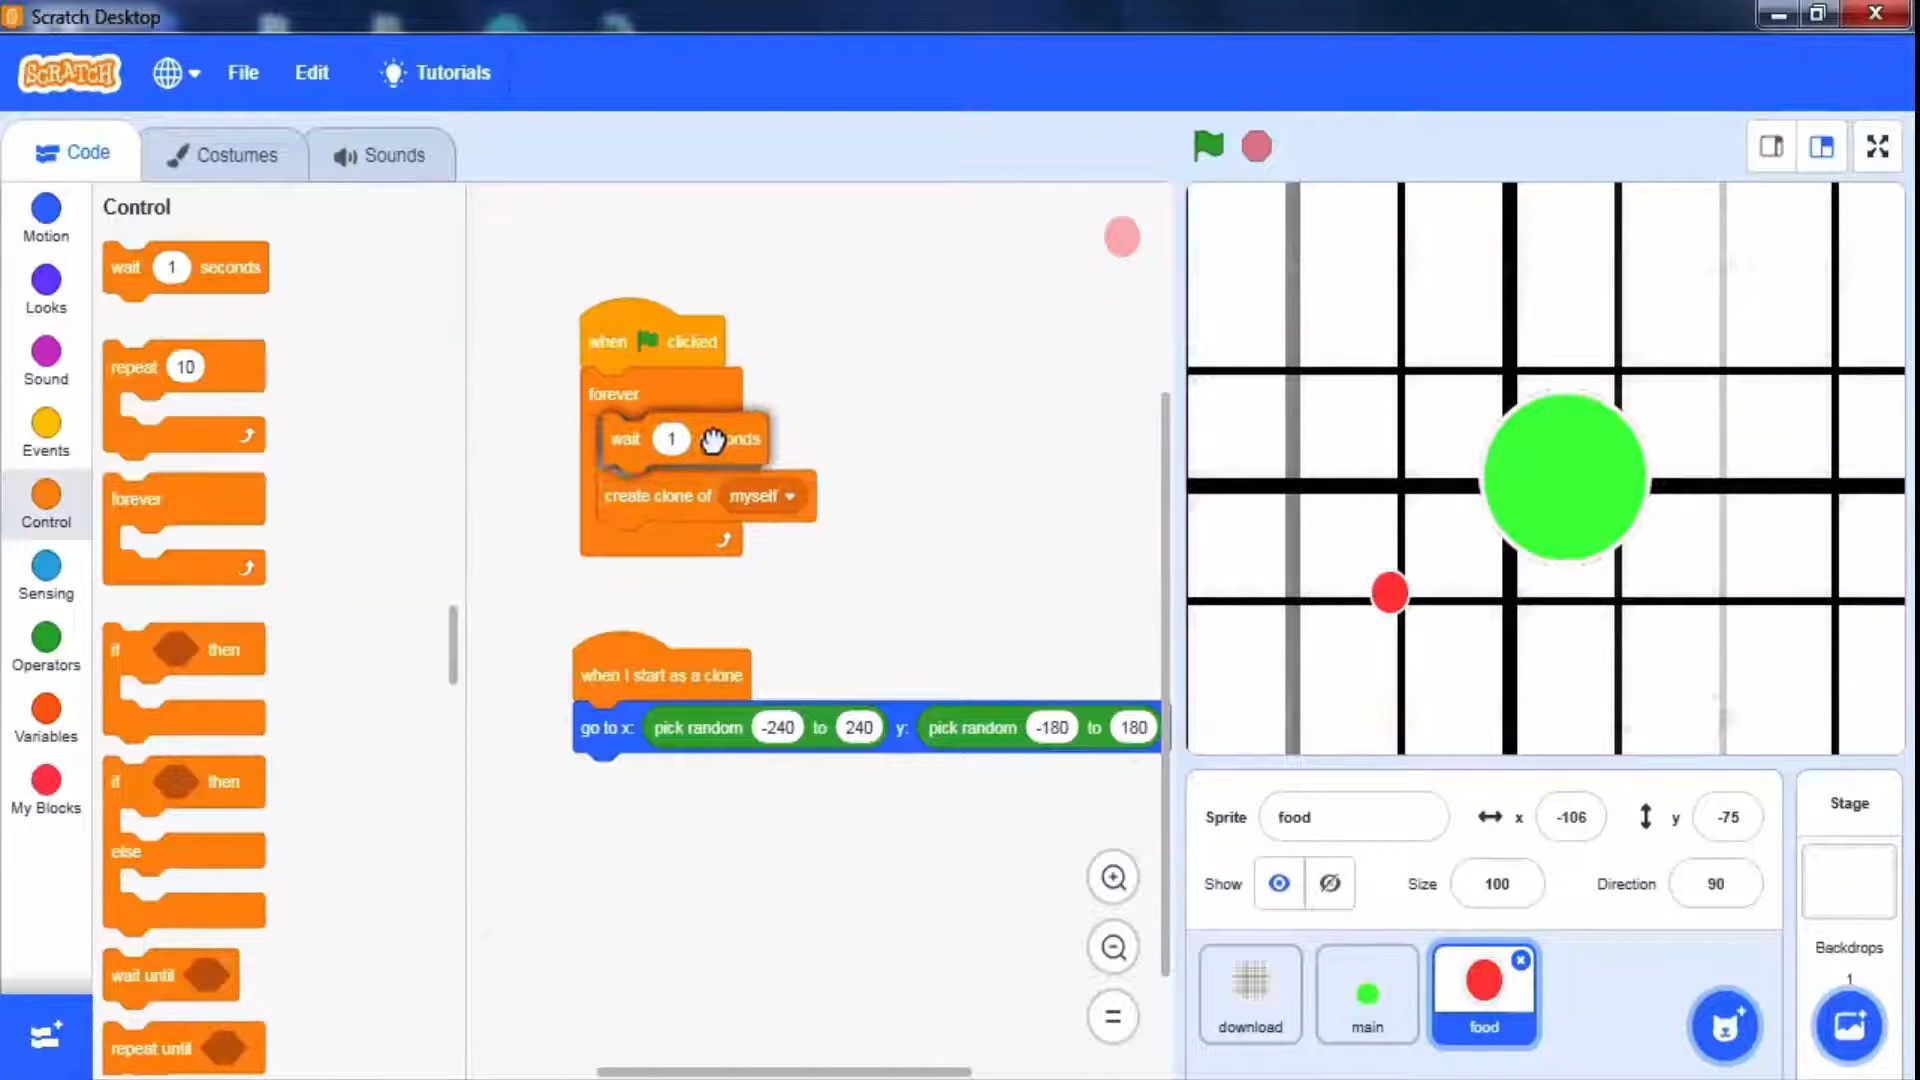 Scratch Desktop
SCRATCH
File
Edit
Tutorials
Code
Costumes
Sounds
Motion
Looks
Sound
Events
Control
Sensing
Operators
Variables
My Blocks
Control
wait 1 seconds
repeat 10
forever
if then
if then
else
wait until
repeat until
when clicked
forever
wait 1 onds
create clone of myself
when I start as a clone
go to x: pick random -240 to 240 y: pick random -180 to 180
Sprite food x -106 y -75
Show Size 100 Direction 90
download
main
food
Stage
Backdrops
1